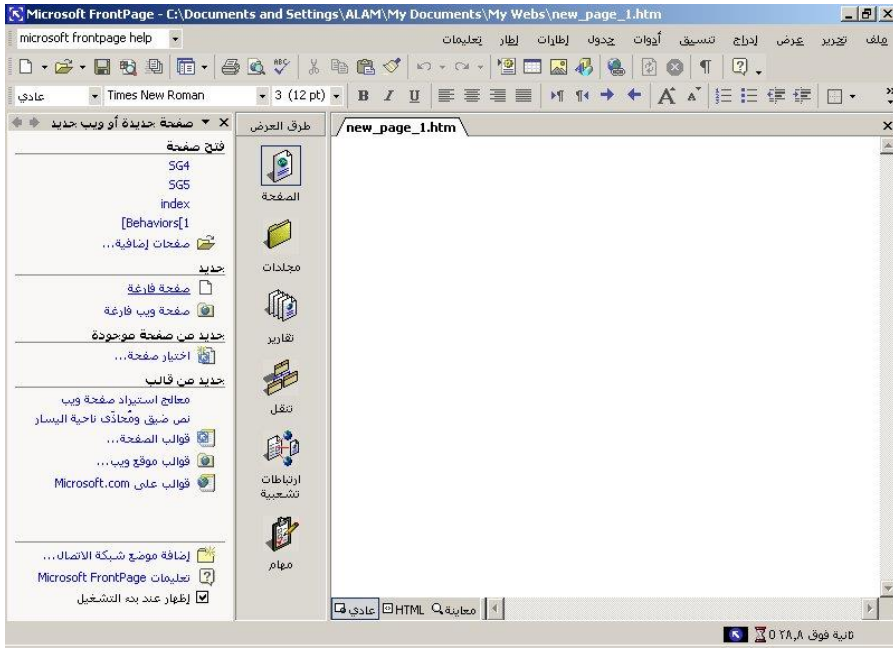 Microsoft FrontPage - C:\Documents and Settings\ALAM\My Documents\My Webs\new_page_1.htm
ملف تحرير عرض إدراج تنسيق أدوات جدول إطارات إطار تعليمات
microsoft frontpage help
عادي
Times New Roman
3 (12 pt)
B I U
صفحة جديدة أو ويب جديد
فتح صفحة
SG4
SG5
index
[Behaviors[1
صفحات إضافية...
جديد
صفحة فارغة
صفحة ويب فارغة
جديد من صفحة موجودة
اختيار صفحة...
جديد من قالب
معالج استيراد صفحة ويب
نص ضيق ومُحاذًى ناحية اليسار
قوالب الصفحة...
قوالب موقع ويب...
قوالب على Microsoft.com
إضافة موضع شبكة الاتصال...
تعليمات Microsoft FrontPage
إظهار عند بدء التشغيل
طرق العرض
الصفحة
مجلدات
تقارير
تنقل
ارتباطات
تشعبية
مهام
new_page_1.htm
عادي HTML معاينة
٢٨,٨ ثانية فوق